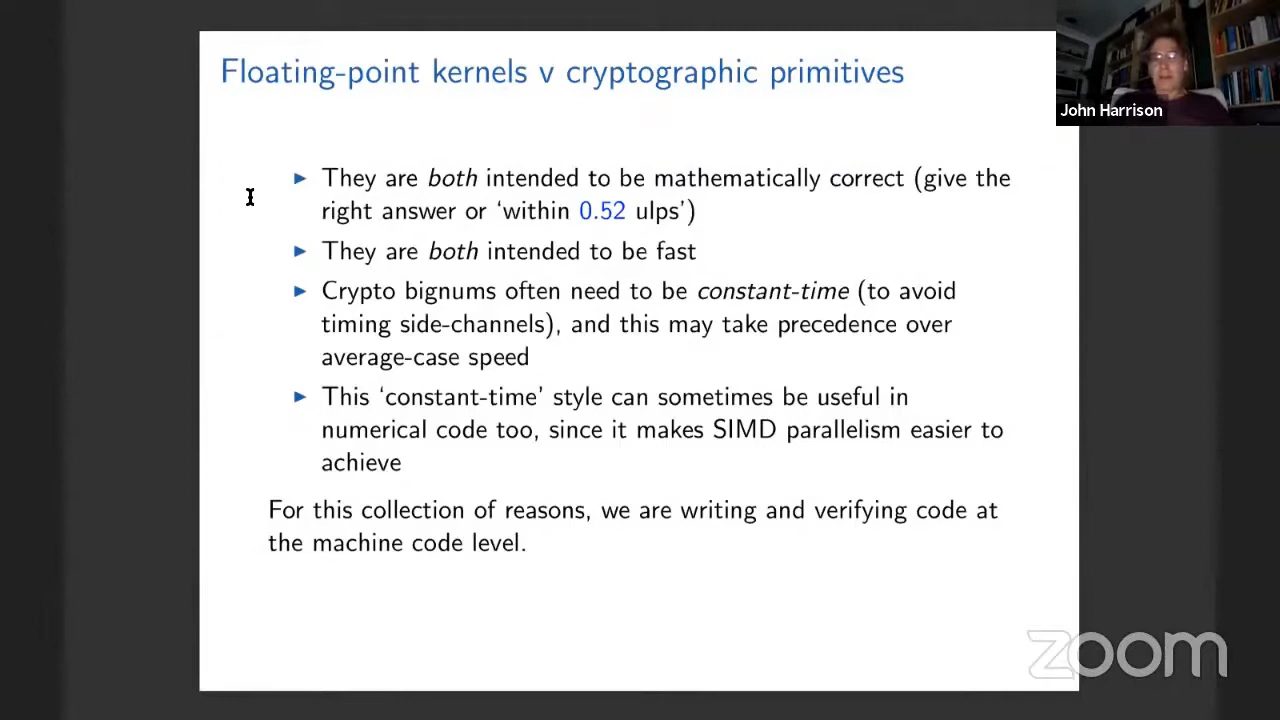 Floating-point kernels v cryptographic primitives
John Harrison
▶ They are both intended to be mathematically correct (give the
right answer or ‘within 0.52 ulps’)
▶ They are both intended to be fast
▶ Crypto bignums often need to be constant-time (to avoid
timing side-channels), and this may take precedence over
average-case speed
▶ This ‘constant-time’ style can sometimes be useful in
numerical code too, since it makes SIMD parallelism easier to
achieve
For this collection of reasons, we are writing and verifying code at
the machine code level.
zoom